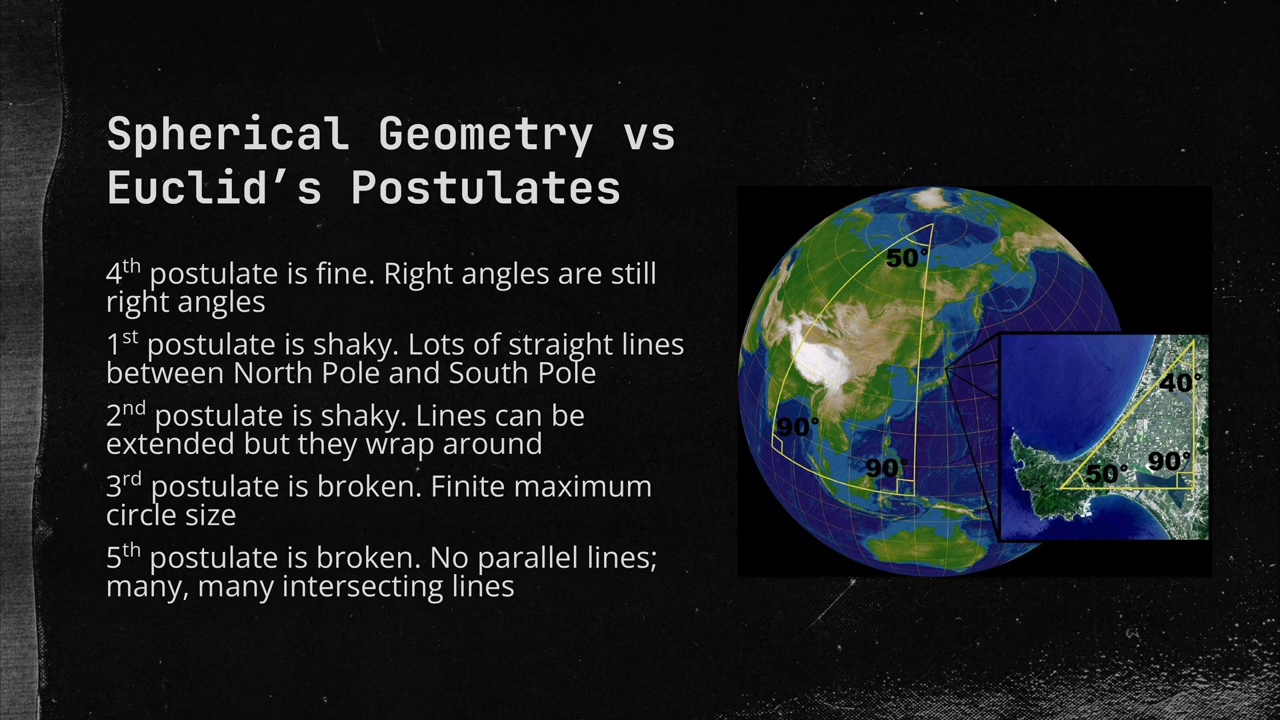 Spherical Geometry vs
Euclid’s Postulates
4th postulate is fine. Right angles are still
right angles
1st postulate is shaky. Lots of straight lines
between North Pole and South Pole
2nd postulate is shaky. Lines can be
extended but they wrap around
3rd postulate is broken. Finite maximum
circle size
5th postulate is broken. No parallel lines;
many, many intersecting lines
50°
90°
90°
40°
50°
90°